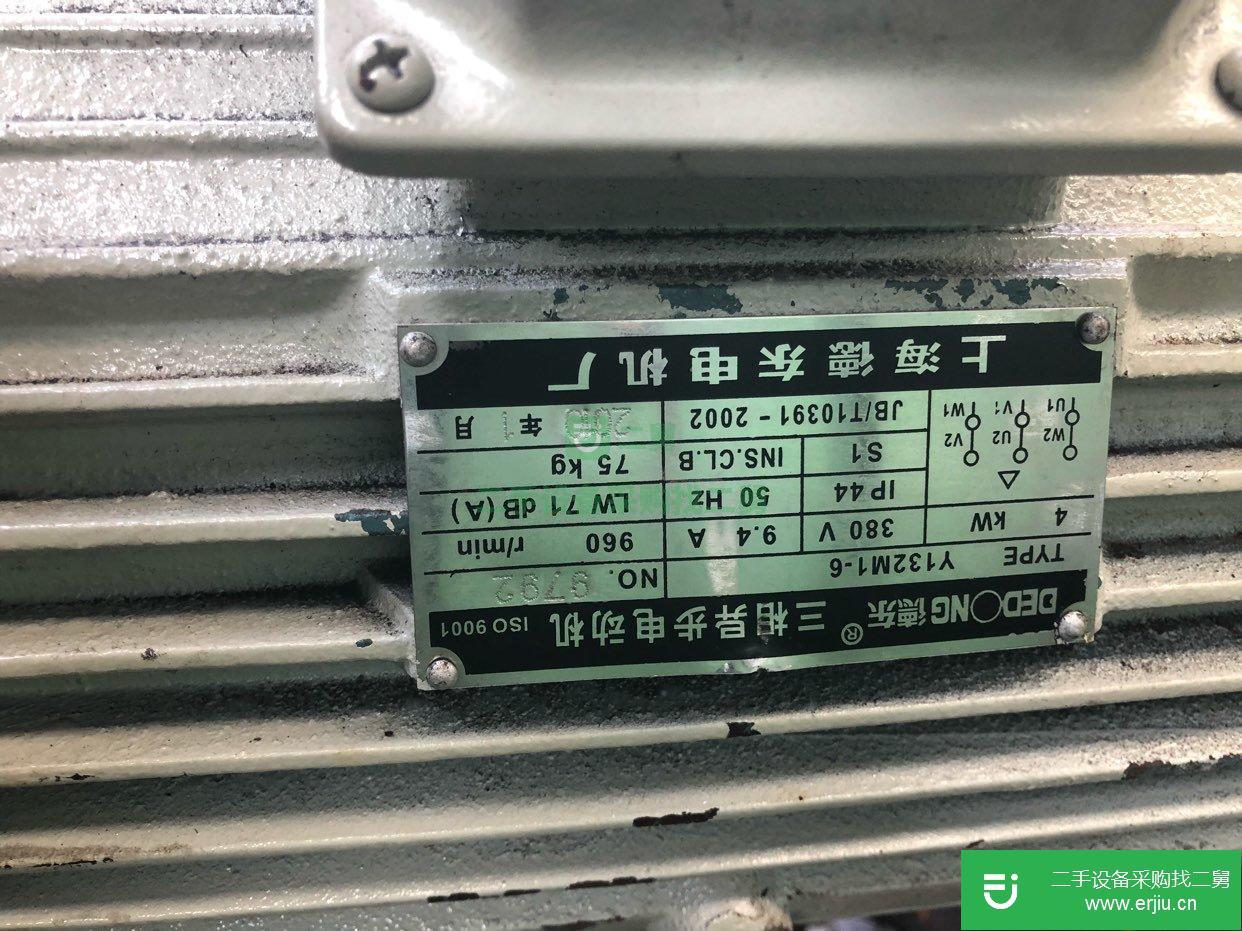 DEDONG德东® 三相异步电动机 ISO 9001
TYPE Y132M1-6 NO. 9792
4 kW 380 V 9.4 A 960 r/min
IP 44 50 Hz LW 71 dB(A)
△ S1 INS.CL.B 75 kg
W2 U2 V2
U1 V1 W1
JB/T10391-2002 年 1 月
上海德东电机厂
二手设备采购找二舅
www.erjiu.cn